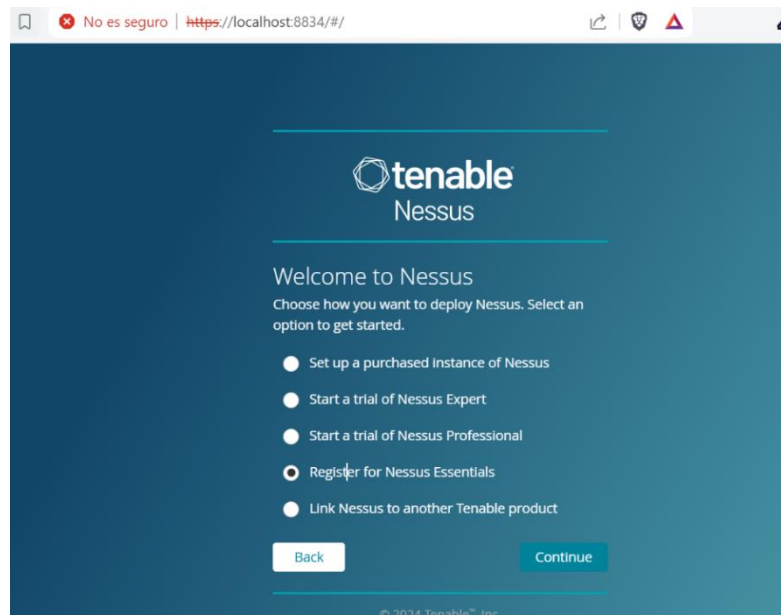 No es seguro | https://localhost:8834/#/
tenable
Nessus
Welcome to Nessus
Choose how you want to deploy Nessus. Select an
option to get started.
Set up a purchased instance of Nessus
Start a trial of Nessus Expert
Start a trial of Nessus Professional
Register for Nessus Essentials
Link Nessus to another Tenable product
Back Continue
© 2024 Tenable™, Inc.